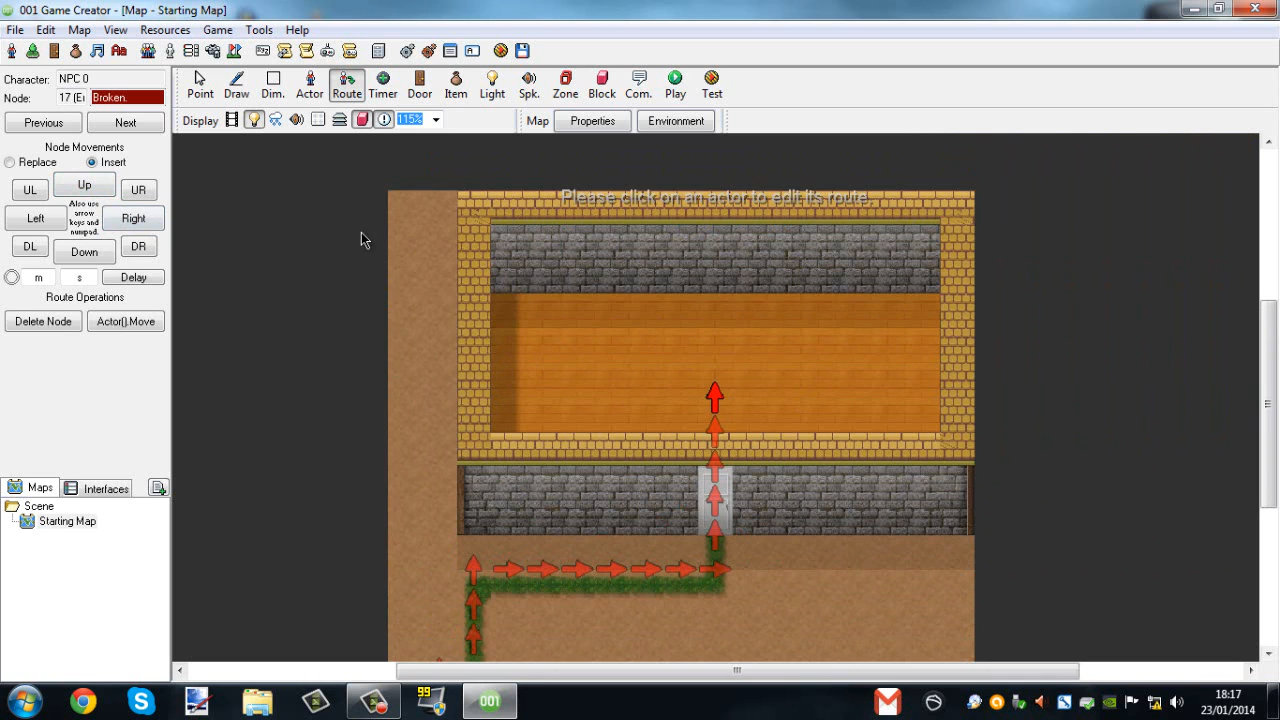 001 Game Creator - [Map - Starting Map]
File Edit Map View Resources Game Tools Help
Character: NPC 0
Node: 17 (E Broken.
Previous Next
Node Movements
Replace Insert
UL Up UR
Left Also use arrow keys and numpad. Right
DL Down DR
m s Delay
Route Operations
Delete Node Actor().Move
Point Draw Dim. Actor Route Timer Door Item Light Spk. Zone Block Com. Play Test
Display 115% Map Properties Environment
Please click on an actor to edit its route.
Maps Interfaces
Scene
Starting Map
99
001
18:17
23/01/2014